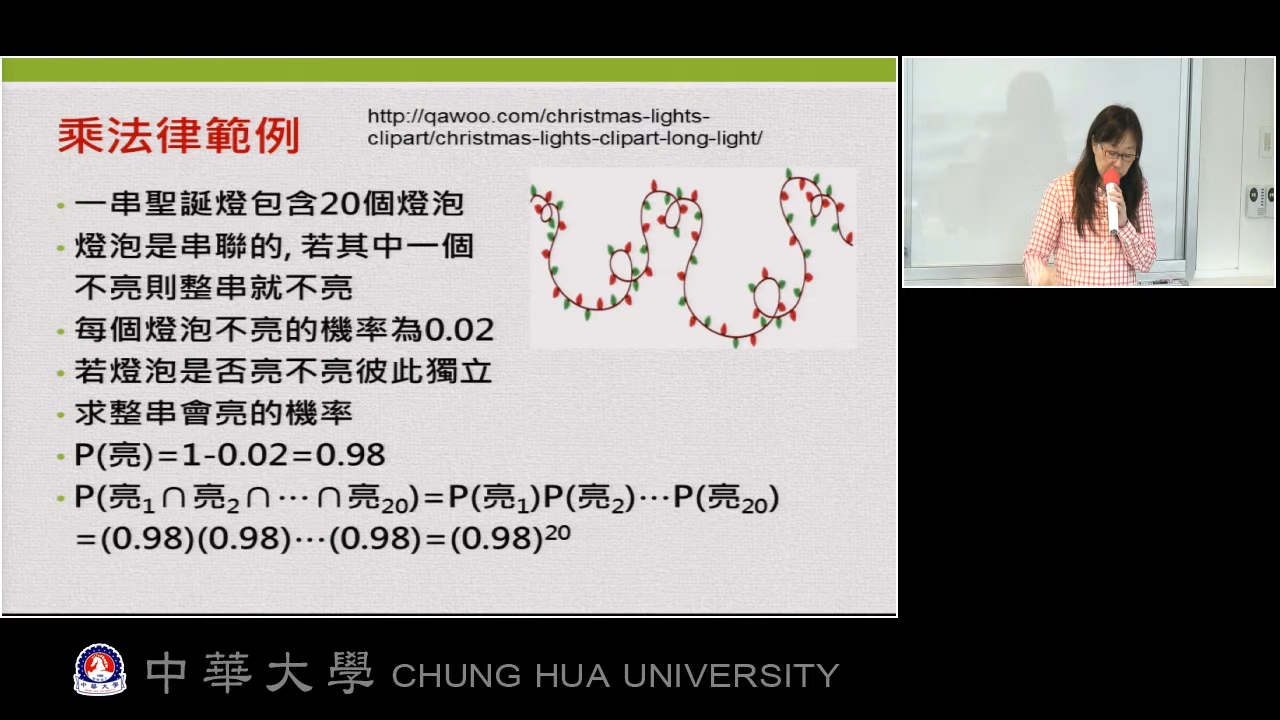 乘法律範例
http://qawoo.com/christmas-lights-
clipart/christmas-lights-clipart-long-light/
一串聖誕燈包含20個燈泡
燈泡是串聯的, 若其中一個
不亮則整串就不亮
每個燈泡不亮的機率為0.02
若燈泡是否亮不亮彼此獨立
求整串會亮的機率
P(亮)=1-0.02=0.98
P(亮₁∩亮₂∩⋯∩亮₂₀)=P(亮₁)P(亮₂)⋯P(亮₂₀)
=(0.98)(0.98)⋯(0.98)=(0.98)²⁰
中華大學 CHUNG HUA UNIVERSITY